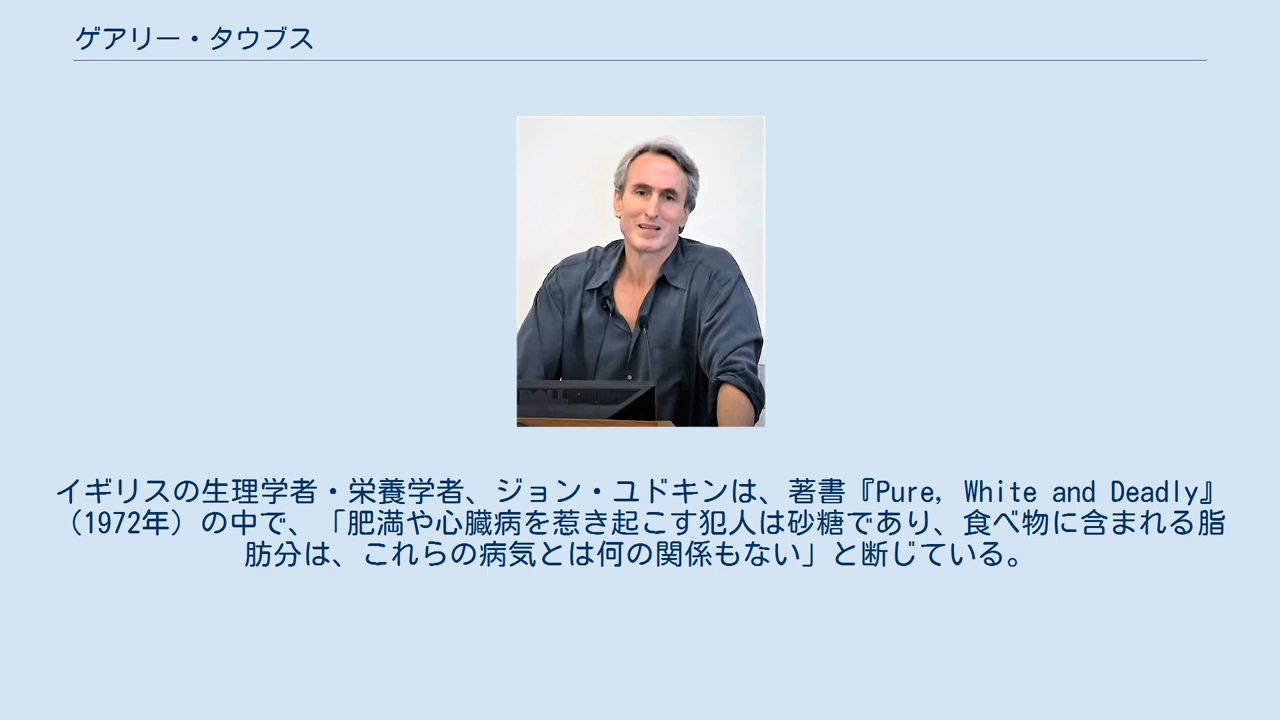 ゲアリー・タウブス
イギリスの生理学者・栄養学者、ジョン・ユドキンは、著書『Pure, White and Deadly』
（1972年）の中で、「肥満や心臓病を惹き起こす犯人は砂糖であり、食べ物に含まれる脂
肪分は、これらの病気とは何の関係もない」と断じている。